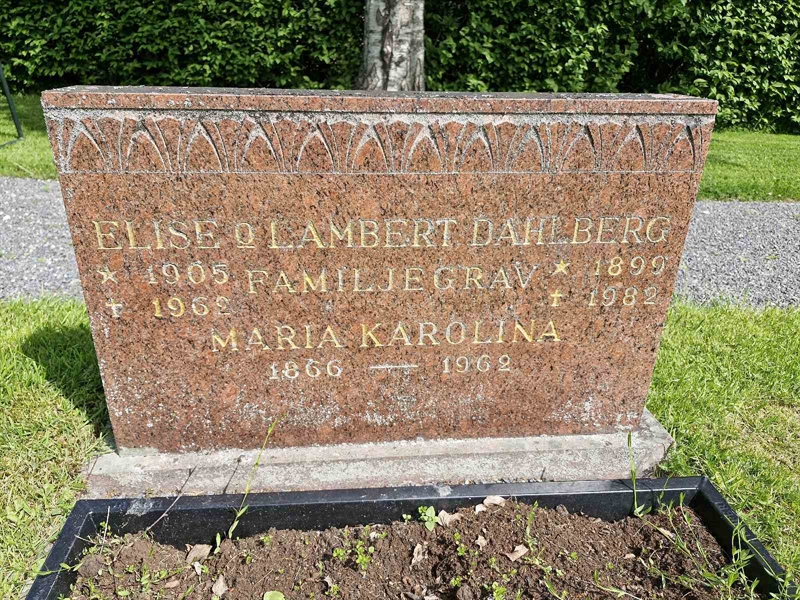 ELISE O LAMBERT DAHLBERG
★ 1905 FAMILJEGRAV ★ 1899
† 1962 † 1982
MARIA KAROLINA
1866 — 1962